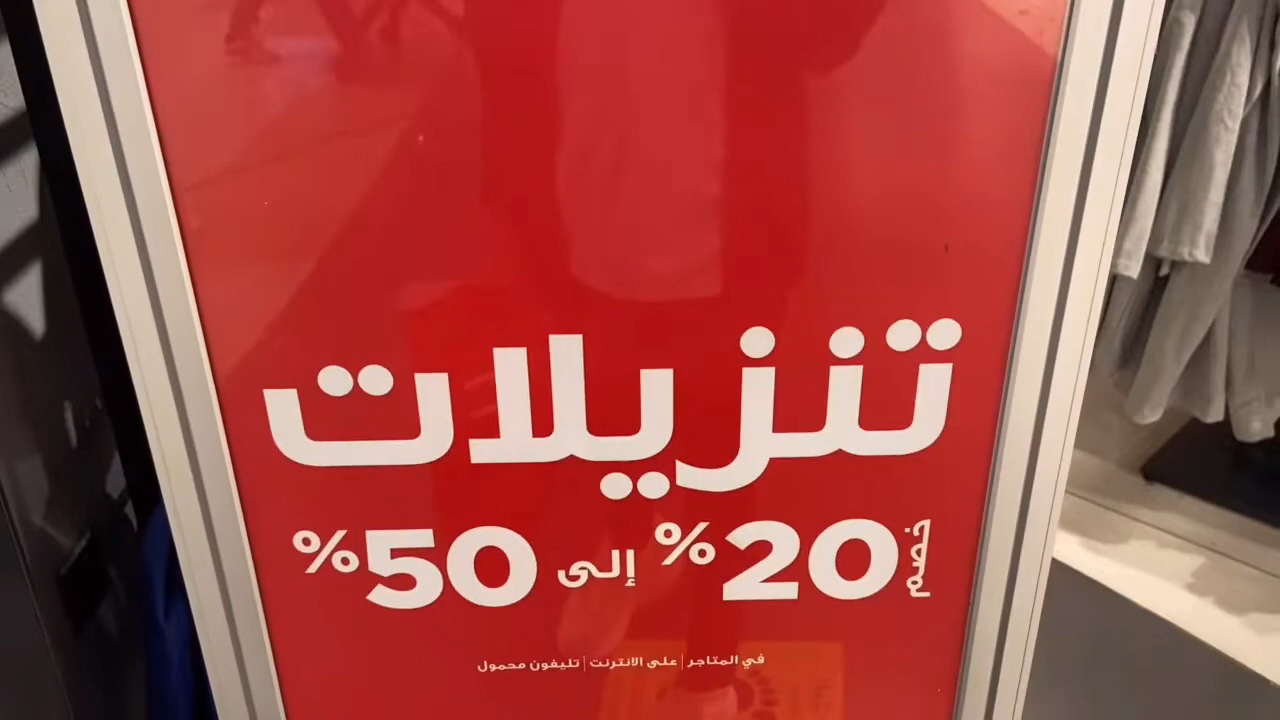 تنزيلات
خصم 20% إلى 50%
في المتاجر | على الانترنت | تليفون محمول